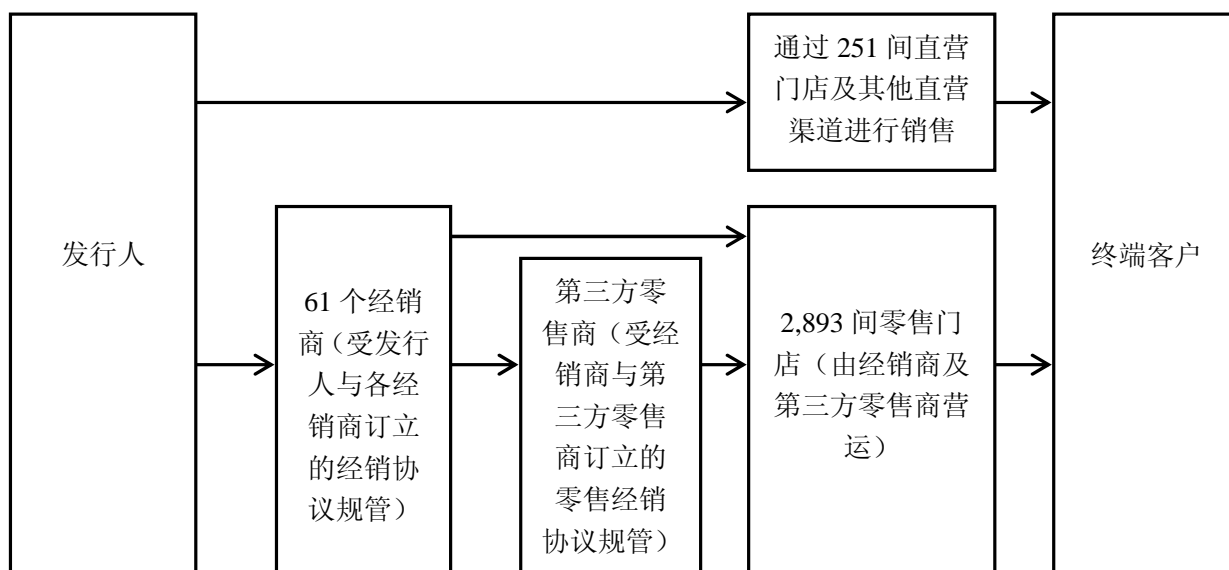 发行人
通过 251 间直营
门店及其他直营
渠道进行销售
61 个经销
商（受发行
人与各经
销商订立
的经销协
议规管）
第三方零
售商（受经
销商与第
三方零售
商订立的
零售经销
协议规管）
2,893 间零售门
店（由经销商及
第三方零售商营
运）
终端客户